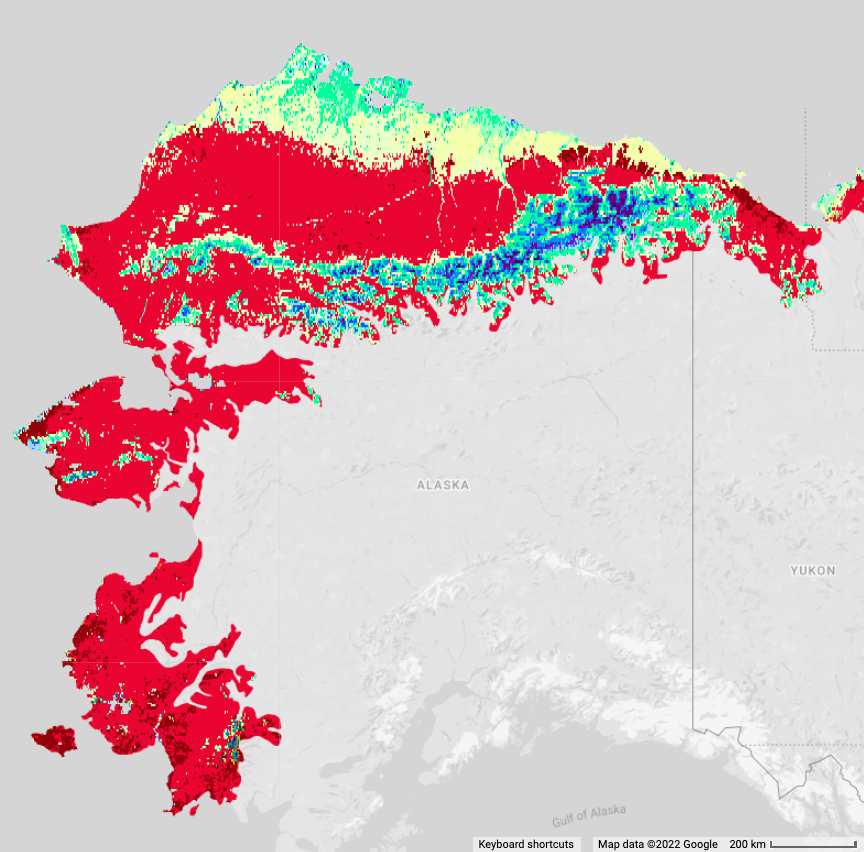 ALASKA
YUKON
Gulf of Alaska
Keyboard shortcuts Map data ©2022 Google 200 km